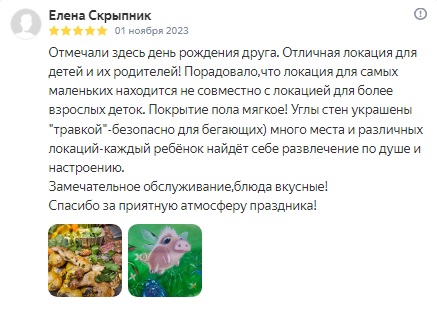 Елена Скрыпник
01 ноября 2023
Отмечали здесь день рождения друга. Отличная локация для
детей и их родителей! Порадовало,что локация для самых
маленьких находится не совместно с локацией для более
взрослых деток. Покрытие пола мягкое! Углы стен украшены
"травкой"-безопасно для бегающих) много места и различных
локаций-каждый ребёнок найдёт себе развлечение по душе и
настроению.
Замечательное обслуживание,блюда вкусные!
Спасибо за приятную атмосферу праздника!